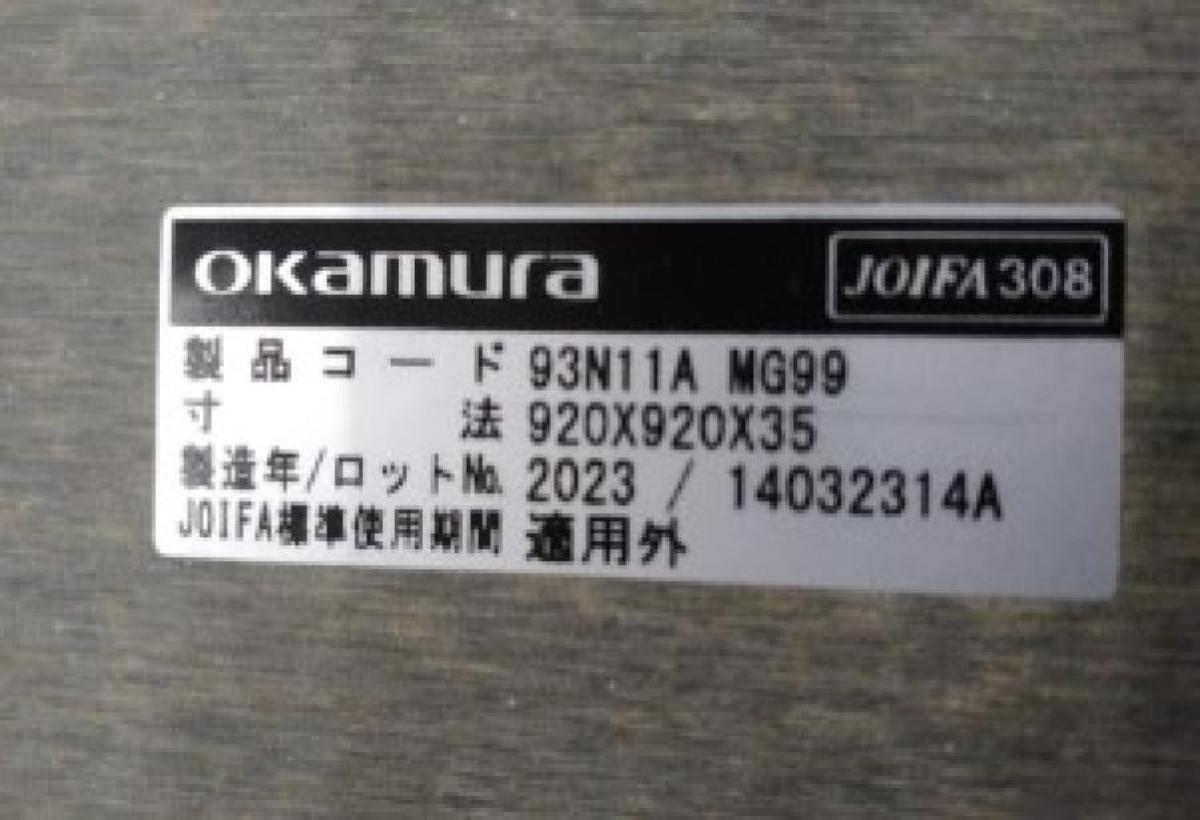 okamura JOIFA308
製品コード 93N11A MG99
寸法 920X920X35
製造年/ロット№ 2023 / 14032314A
JOIFA標準使用期間 適用外